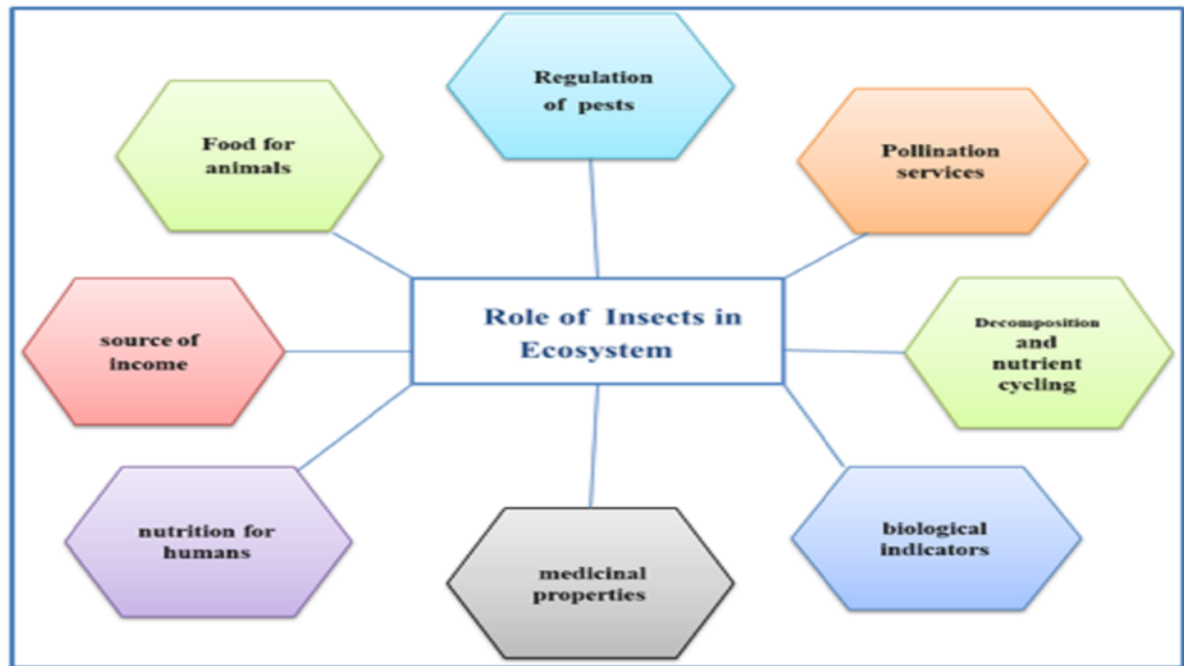 Regulation
of pests
Food for
animals
Pollination
services
source of
income
Role of Insects in
Ecosystem
Decomposition
and
nutrient
cycling
nutrition for
humans
medicinal
properties
biological
indicators